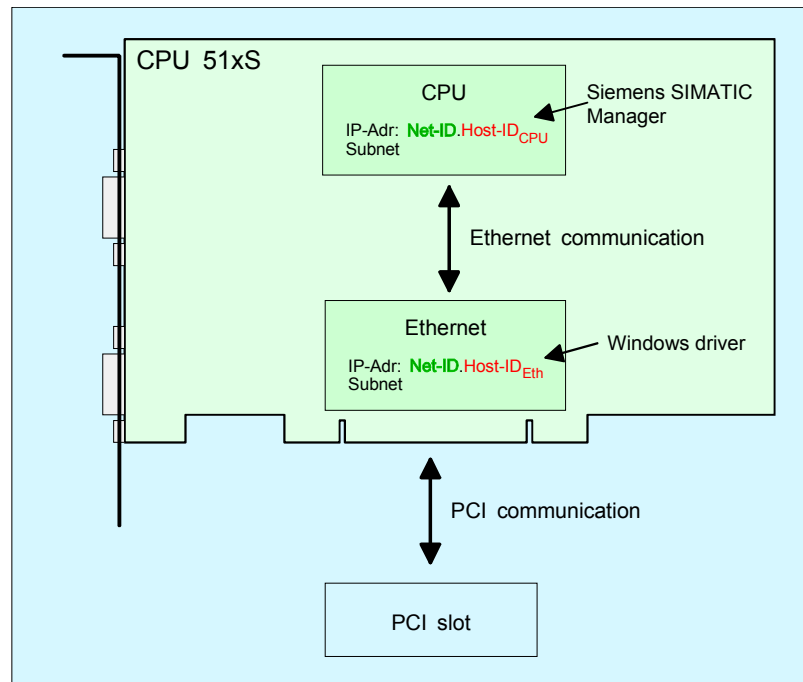 CPU 51xS
CPU
IP-Adr: Net-ID.Host-IDCPU
Subnet
Siemens SIMATIC
Manager
Ethernet communication
Ethernet
IP-Adr: Net-ID.Host-IDEth
Subnet
Windows driver
PCI communication
PCI slot